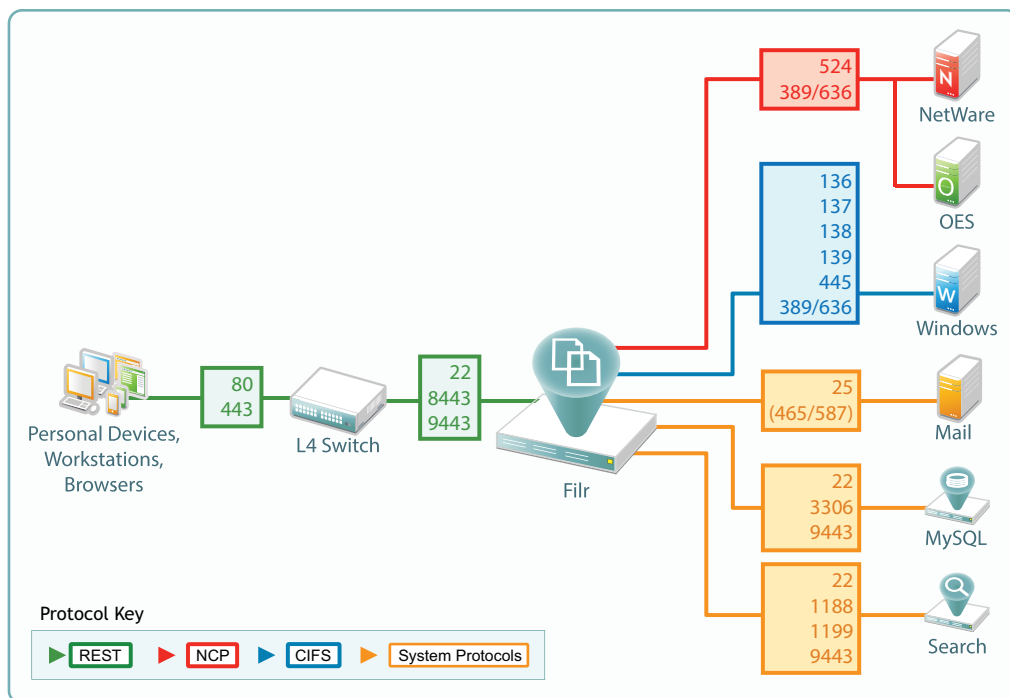 524
389/636
N
NetWare
O
OES
136
137
138
139
445
389/636
W
Windows
80
443
22
8443
9443
Personal Devices,
Workstations,
Browsers
L4 Switch
Filr
25
(465/587)
Mail
22
3306
9443
MySQL
22
1188
1199
9443
Search
Protocol Key
REST
NCP
CIFS
System Protocols